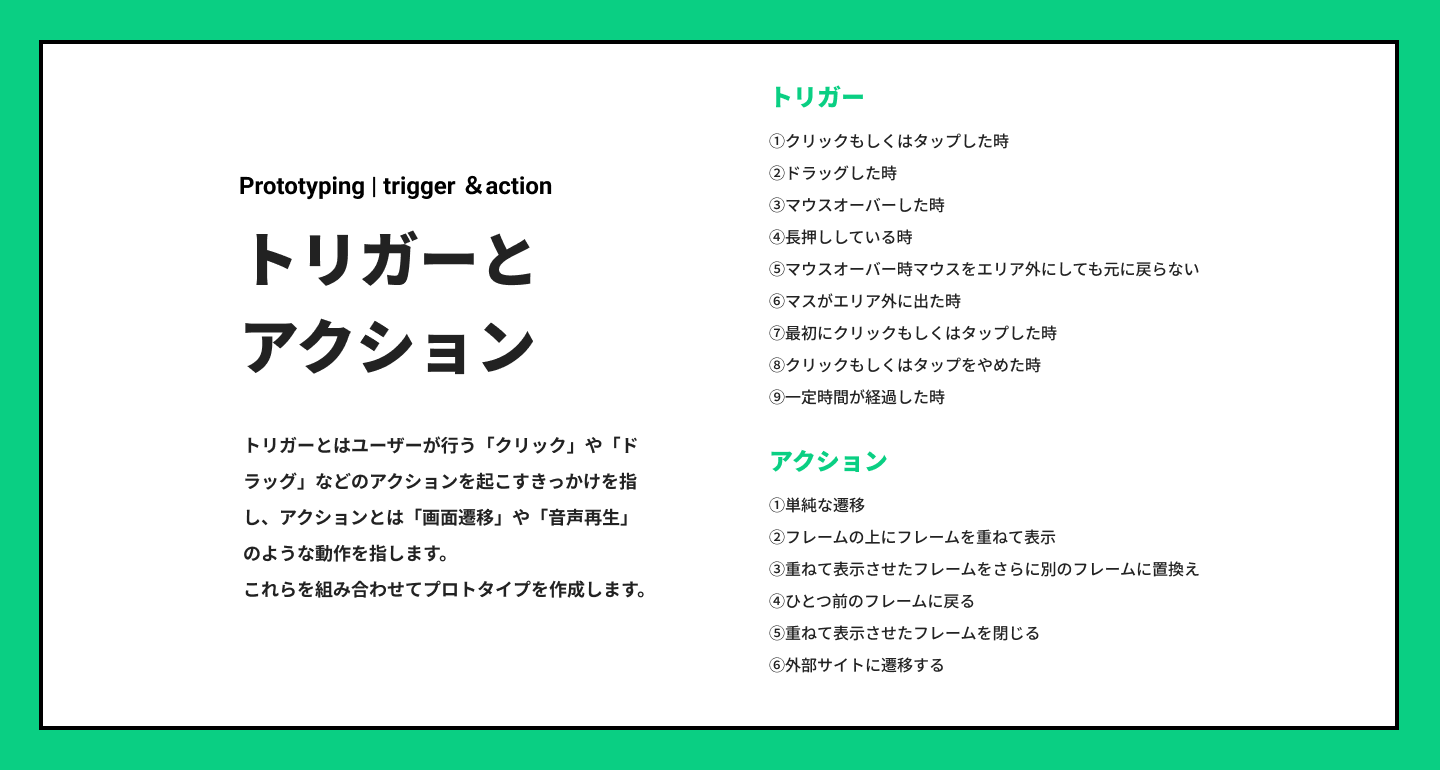 Prototyping | trigger ＆action
トリガーと
アクション
トリガーとはユーザーが行う「クリック」や「ド
ラッグ」などのアクションを起こすきっかけを指
し、アクションとは「画面遷移」や「音声再生」
のような動作を指します。
これらを組み合わせてプロトタイプを作成します。
トリガー
①クリックもしくはタップした時
②ドラッグした時
③マウスオーバーした時
④長押ししている時
⑤マウスオーバー時マウスをエリア外にしても元に戻らない
⑥マスがエリア外に出た時
⑦最初にクリックもしくはタップした時
⑧クリックもしくはタップをやめた時
⑨一定時間が経過した時
アクション
①単純な遷移
②フレームの上にフレームを重ねて表示
③重ねて表示させたフレームをさらに別のフレームに置換え
④ひとつ前のフレームに戻る
⑤重ねて表示させたフレームを閉じる
⑥外部サイトに遷移する